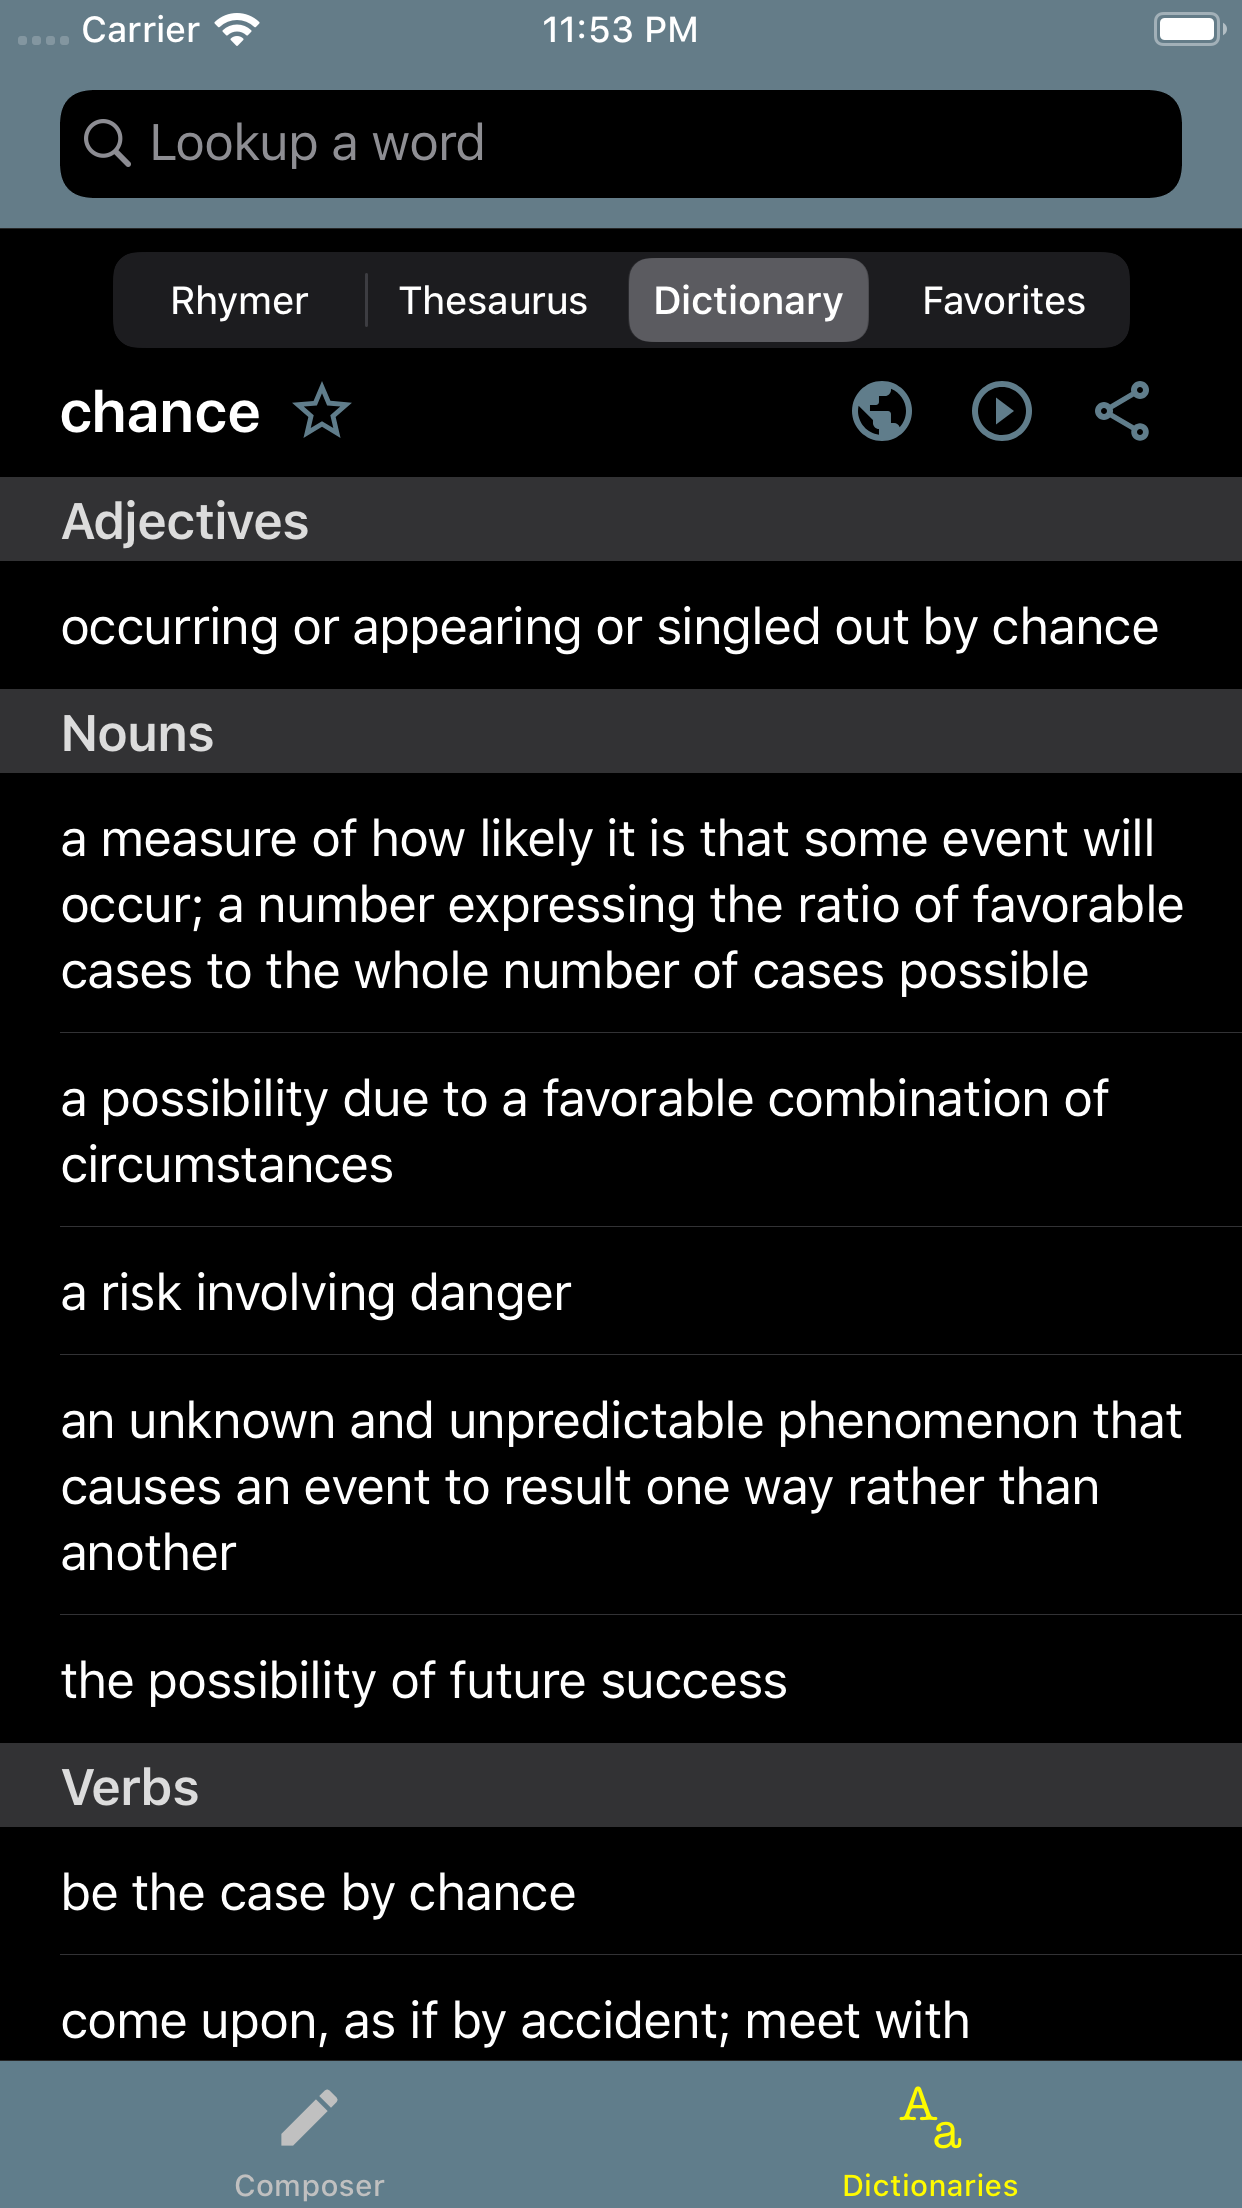 Carrier 11:53 PM
Lookup a word
Rhymer Thesaurus Dictionary Favorites
chance
Adjectives
occurring or appearing or singled out by chance
Nouns
a measure of how likely it is that some event will
occur; a number expressing the ratio of favorable
cases to the whole number of cases possible
a possibility due to a favorable combination of
circumstances
a risk involving danger
an unknown and unpredictable phenomenon that
causes an event to result one way rather than
another
the possibility of future success
Verbs
be the case by chance
come upon, as if by accident; meet with
Aa
Composer Dictionaries